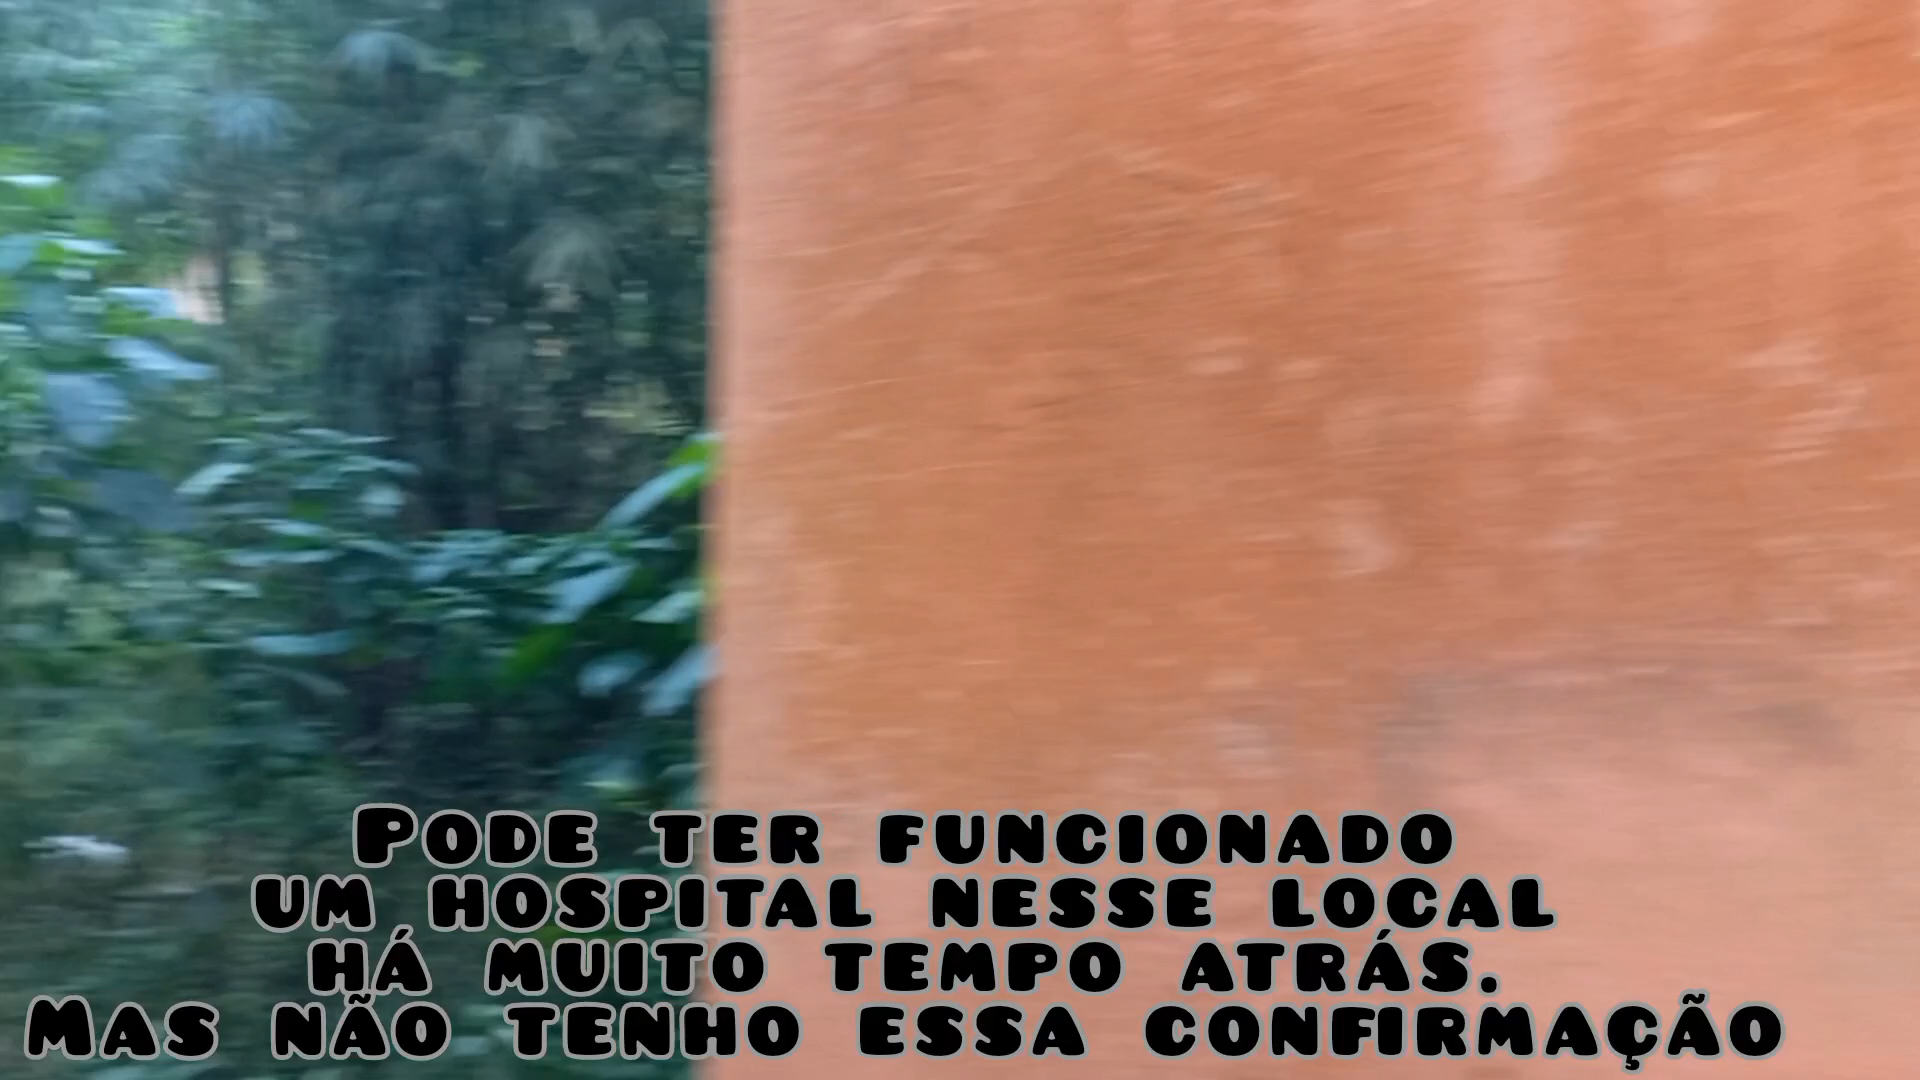 Pode ter funcionado
um hospital nesse local
há muito tempo atrás.
Mas não tenho essa confirmação